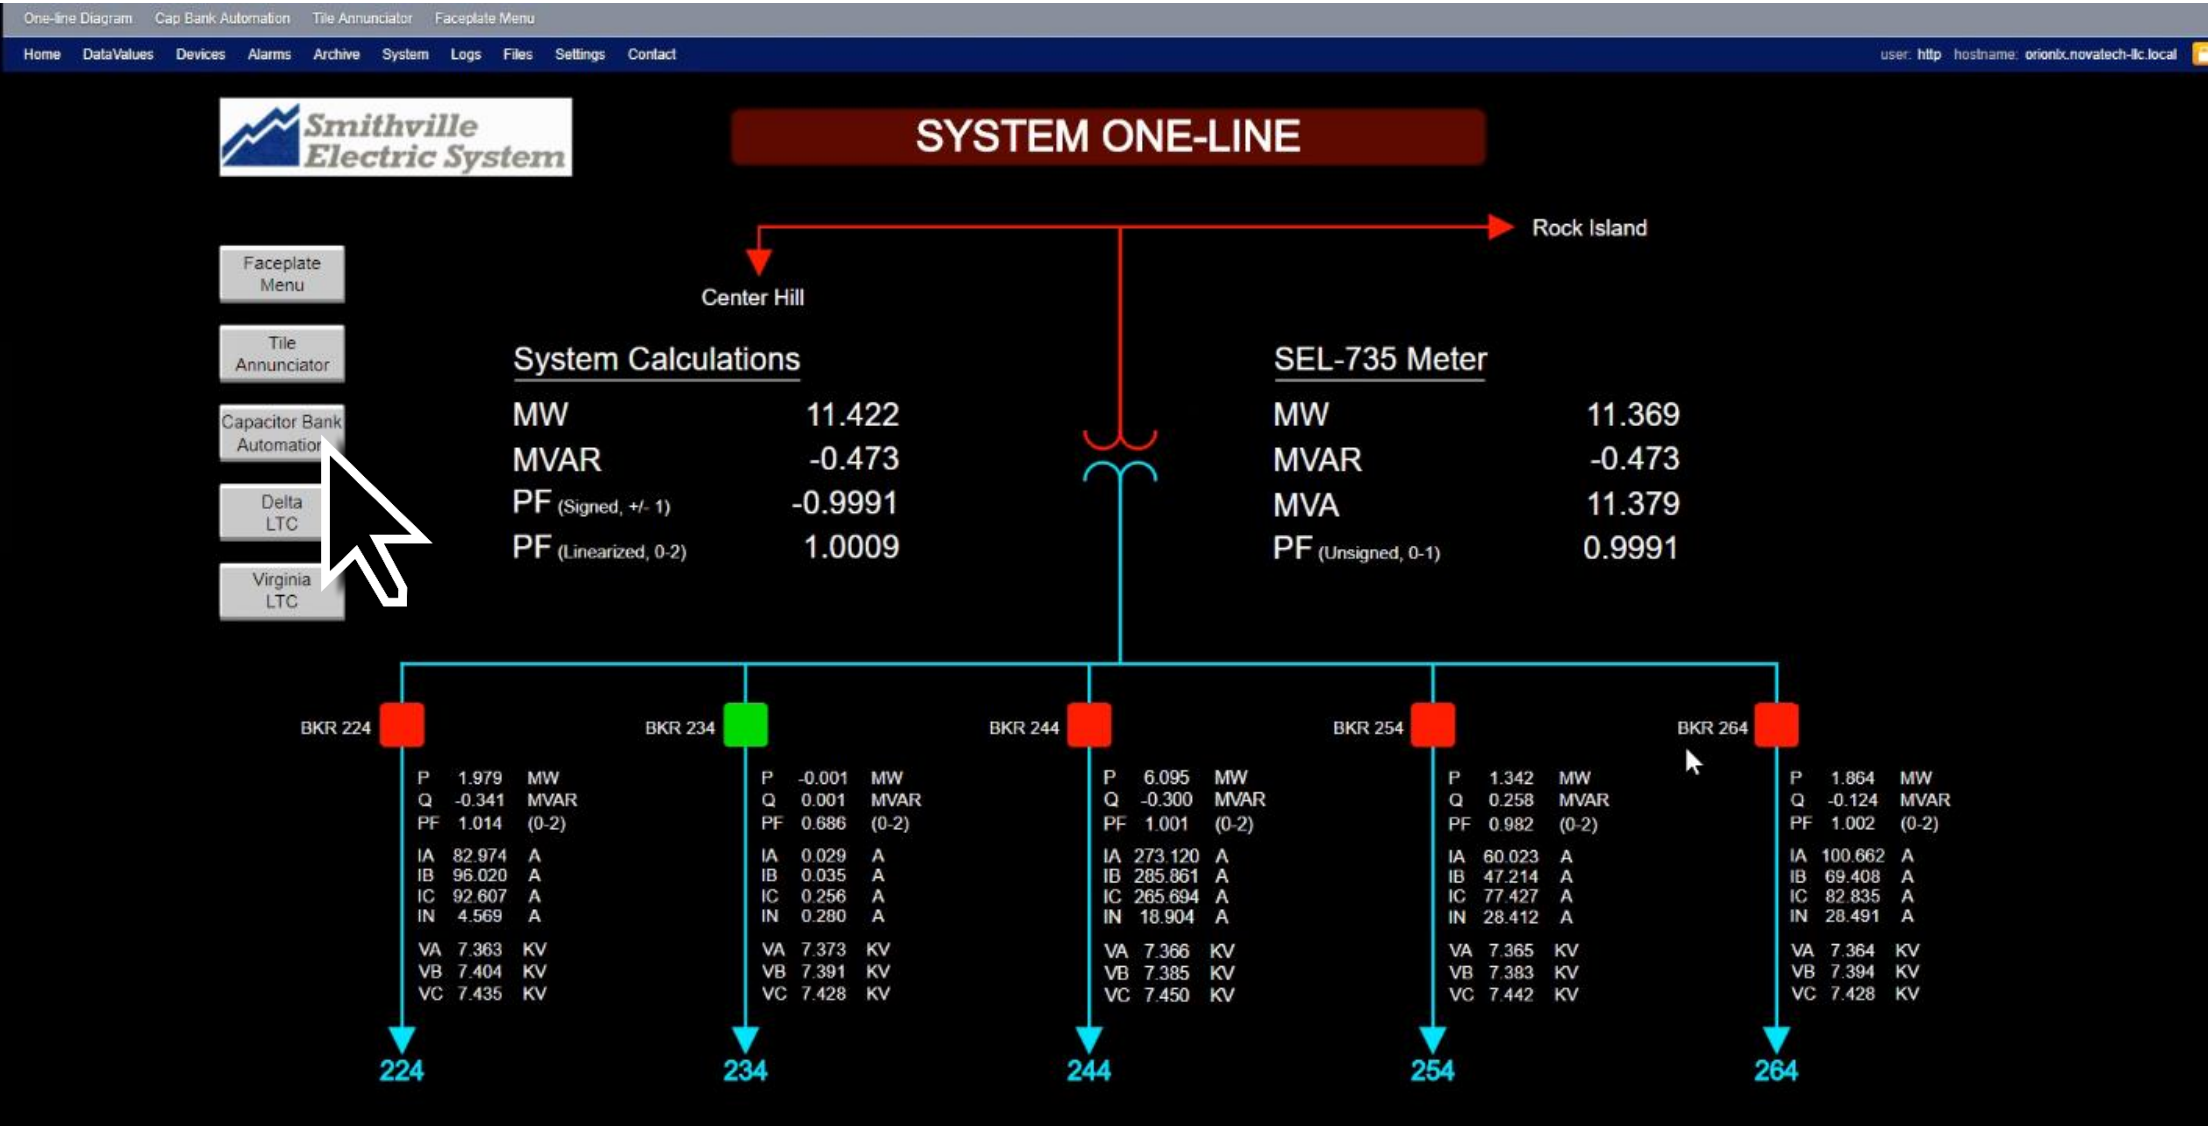 One-line Diagram Cap Bank Automation Tile Annunciator Faceplate Menu
Home DataValues Devices Alarms Archive System Logs Files Settings Contact user: http hostname: orionlx.novatech-llc.local
Smithville
Electric System
SYSTEM ONE-LINE
Rock Island
Center Hill
Faceplate
Menu
Tile
Annunciator
Capacitor Bank
Automation
Delta
LTC
Virginia
LTC
System Calculations
MW 11.422
MVAR -0.473
PF (Signed, +/- 1) -0.9991
PF (Linearized, 0-2) 1.0009
SEL-735 Meter
MW 11.369
MVAR -0.473
MVA 11.379
PF (Unsigned, 0-1) 0.9991
BKR 224
P 1.979 MW
Q -0.341 MVAR
PF 1.014 (0-2)
IA 82.974 A
IB 96.020 A
IC 92.607 A
IN 4.569 A
VA 7.363 KV
VB 7.404 KV
VC 7.435 KV
224
BKR 234
P -0.001 MW
Q 0.001 MVAR
PF 0.686 (0-2)
IA 0.029 A
IB 0.035 A
IC 0.256 A
IN 0.280 A
VA 7.373 KV
VB 7.391 KV
VC 7.428 KV
234
BKR 244
P 6.095 MW
Q -0.300 MVAR
PF 1.001 (0-2)
IA 273.120 A
IB 285.861 A
IC 265.694 A
IN 18.904 A
VA 7.366 KV
VB 7.385 KV
VC 7.450 KV
244
BKR 254
P 1.342 MW
Q 0.258 MVAR
PF 0.982 (0-2)
IA 60.023 A
IB 47.214 A
IC 77.427 A
IN 28.412 A
VA 7.365 KV
VB 7.383 KV
VC 7.442 KV
254
BKR 264
P 1.864 MW
Q -0.124 MVAR
PF 1.002 (0-2)
IA 100.662 A
IB 69.408 A
IC 82.835 A
IN 28.491 A
VA 7.364 KV
VB 7.394 KV
VC 7.428 KV
264